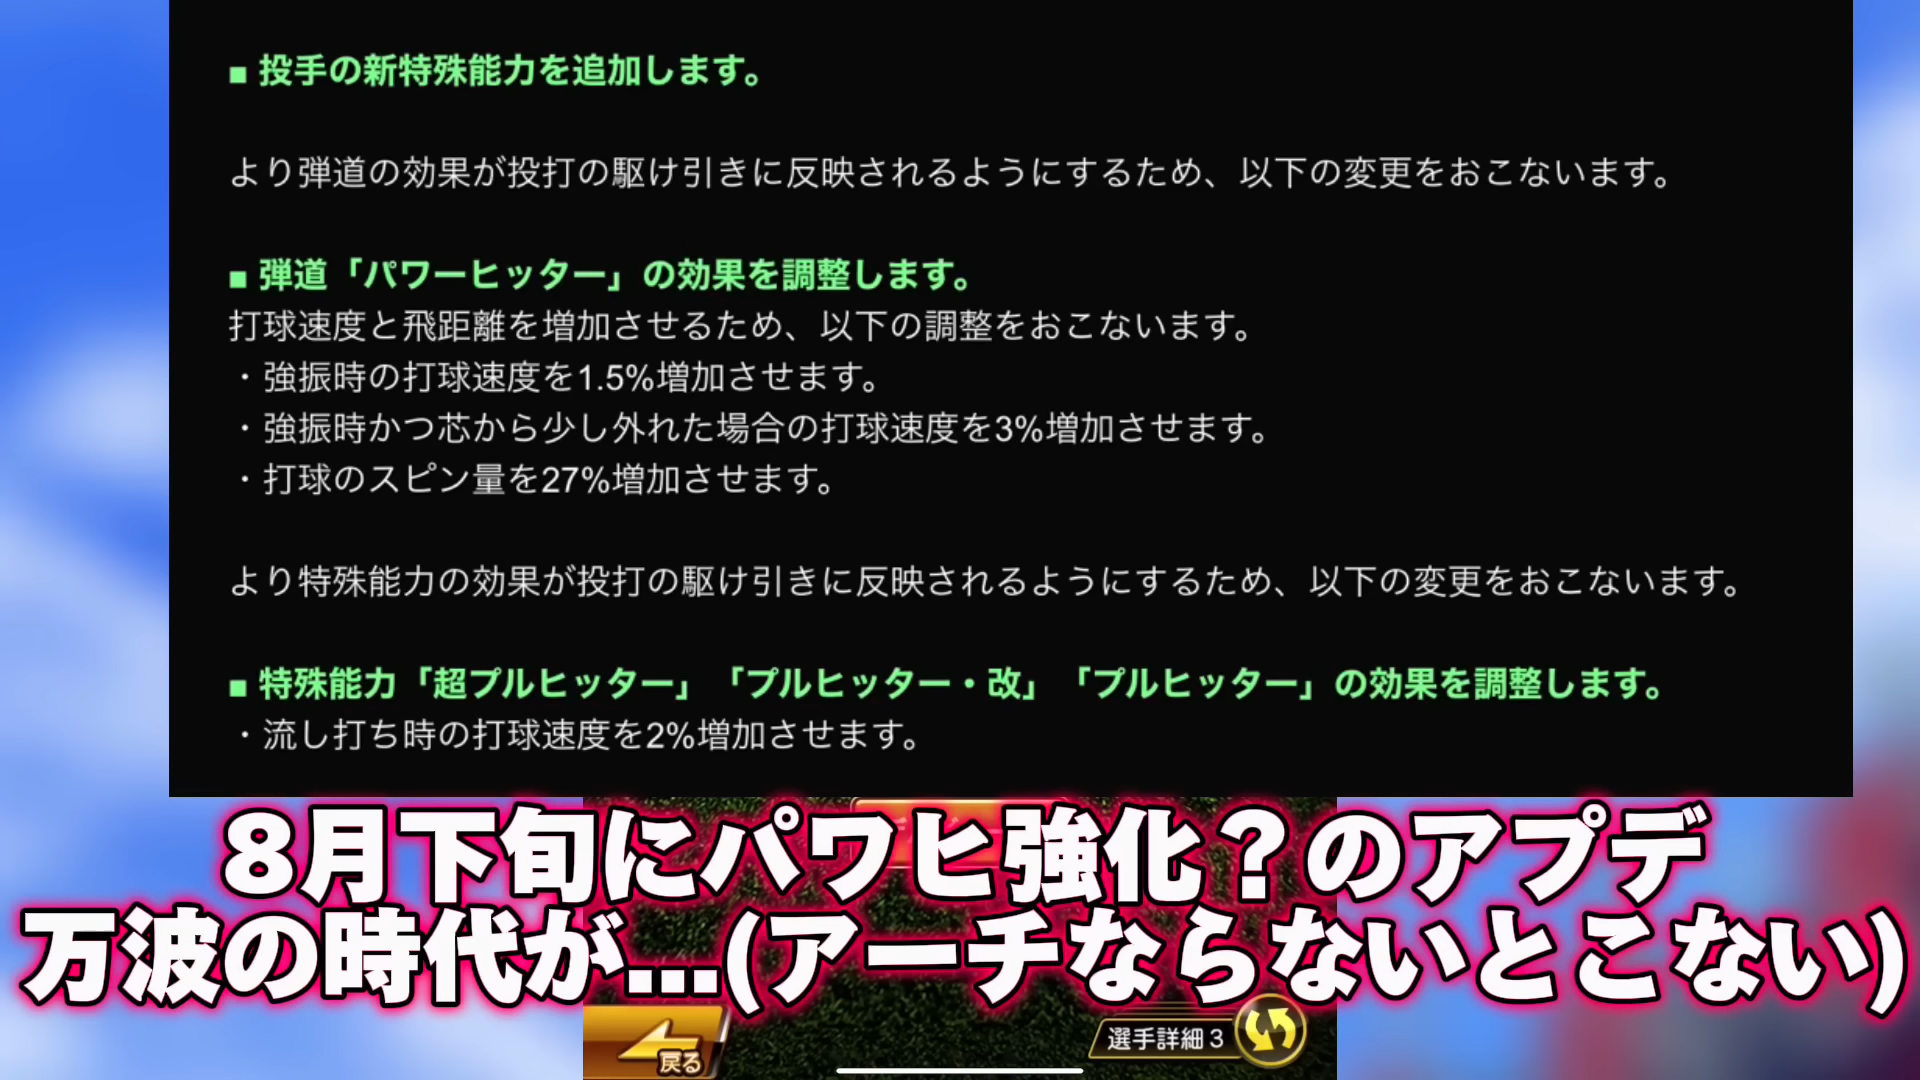 ■ 投手の新特殊能力を追加します。
より弾道の効果が投打の駆け引きに反映されるようにするため、以下の変更をおこないます。
■ 弾道「パワーヒッター」の効果を調整します。
打球速度と飛距離を増加させるため、以下の調整をおこないます。
・強振時の打球速度を1.5%増加させます。
・強振時かつ芯から少し外れた場合の打球速度を3%増加させます。
・打球のスピン量を27%増加させます。
より特殊能力の効果が投打の駆け引きに反映されるようにするため、以下の変更をおこないます。
■ 特殊能力「超プルヒッター」「プルヒッター・改」「プルヒッター」の効果を調整します。
・流し打ち時の打球速度を2%増加させます。
8月下旬にパワヒ強化？のアプデ
万波の時代が...(アーチならないとこない)
戻る
選手詳細3